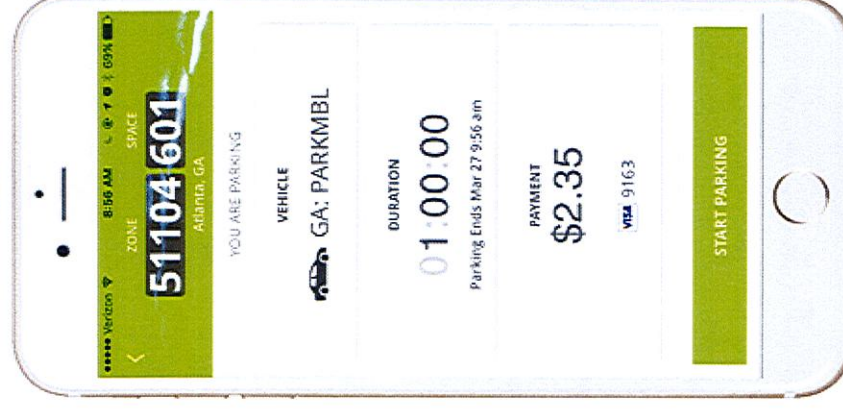 Verizon 8:56 AM 69%
ZONE SPACE
51104 601
Atlanta, GA
YOU ARE PARKING
VEHICLE
GA: PARKMBL
DURATION
01:00:00
Parking Ends Mar 27 9:56 am
PAYMENT
$2.35
VISA 9163
START PARKING